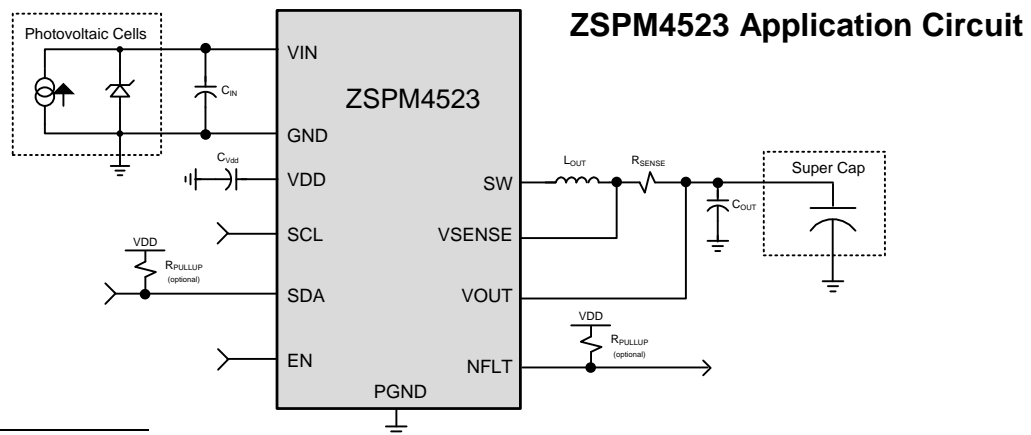 ZSPM4523 Application Circuit
Photovoltaic Cells
VIN
CIN
ZSPM4523
GND
CVdd
VDD
SW
LOUT
RSENSE
Super Cap
COUT
SCL
VSENSE
VDD
RPULLUP
(optional)
SDA
VOUT
VDD
RPULLUP
(optional)
EN
NFLT
PGND